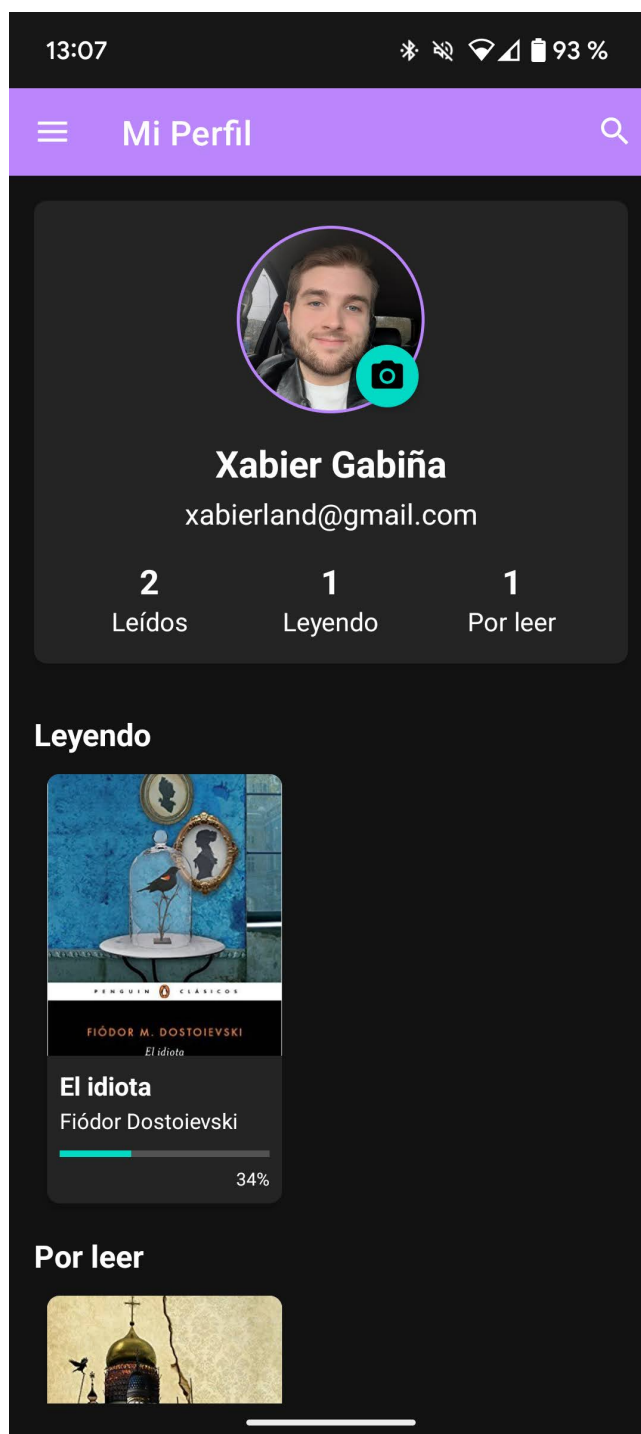 13:07
93 %
Mi Perfil
Xabier Gabiña
xabierland@gmail.com
2 1 1
Leídos Leyendo Por leer
Leyendo
PENGUIN CLÁSICOS
FIÓDOR M. DOSTOIEVSKI
El idiota
El idiota
Fiódor Dostoievski
34%
Por leer